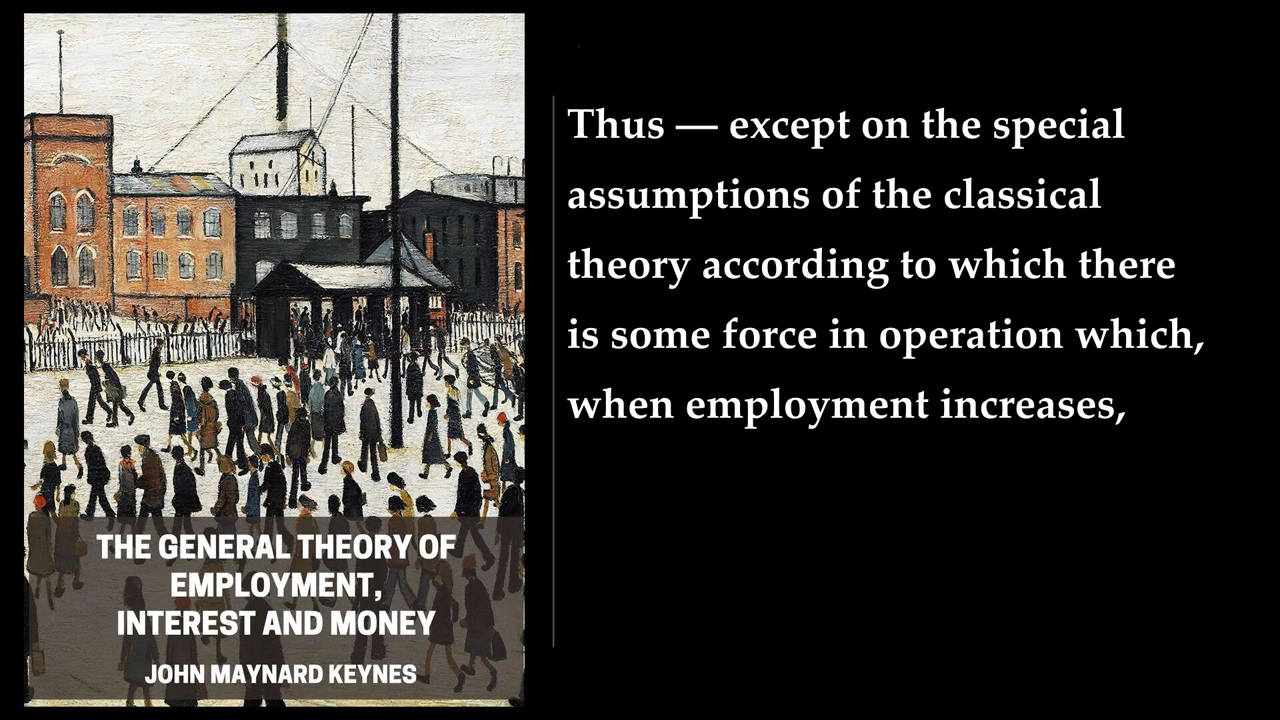 THE GENERAL THEORY OF
EMPLOYMENT,
INTEREST AND MONEY
JOHN MAYNARD KEYNES
Thus — except on the special
assumptions of the classical
theory according to which there
is some force in operation which,
when employment increases,